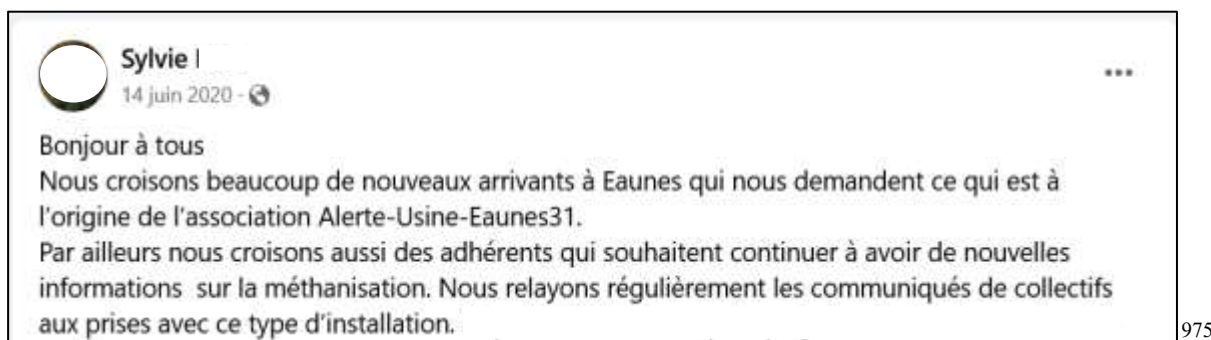 Sylvie
•••
14 juin 2020 ·
Bonjour à tous
Nous croisons beaucoup de nouveaux arrivants à Eaunes qui nous demandent ce qui est à
l'origine de l'association Alerte-Usine-Eaunes31.
Par ailleurs nous croisons aussi des adhérents qui souhaitent continuer à avoir de nouvelles
informations sur la méthanisation. Nous relayons régulièrement les communiqués de collectifs
aux prises avec ce type d'installation.
975